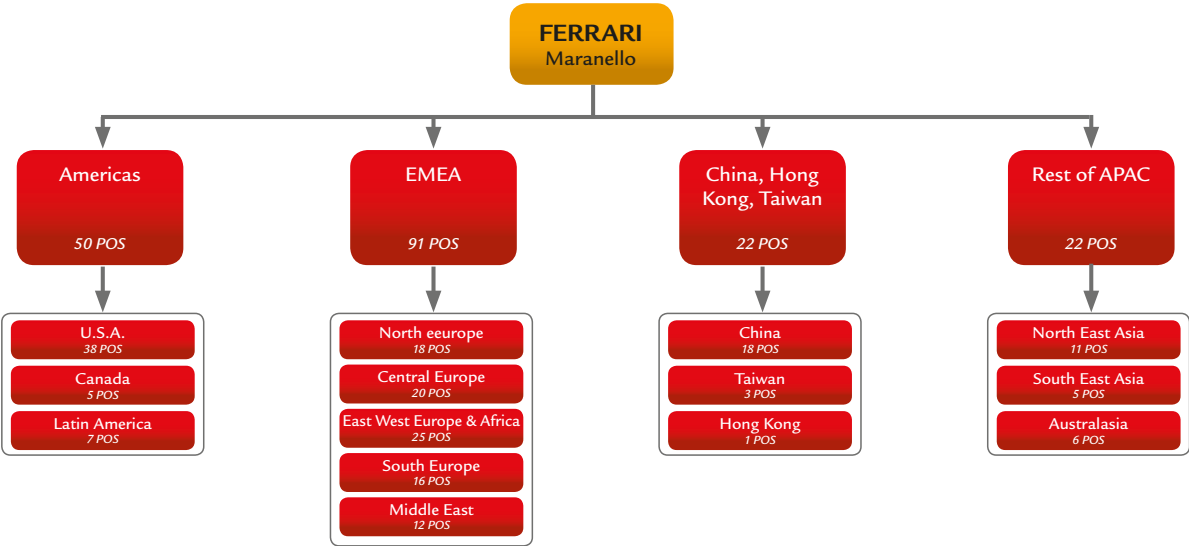 FERRARI
Maranello
Americas
50 POS
EMEA
91 POS
China, Hong
Kong, Taiwan
22 POS
Rest of APAC
22 POS
U.S.A.
38 POS
Canada
5 POS
Latin America
7 POS
North eeurope
18 POS
Central Europe
20 POS
East West Europe & Africa
25 POS
South Europe
16 POS
Middle East
12 POS
China
18 POS
Taiwan
3 POS
Hong Kong
1 POS
North East Asia
11 POS
South East Asia
5 POS
Australasia
6 POS